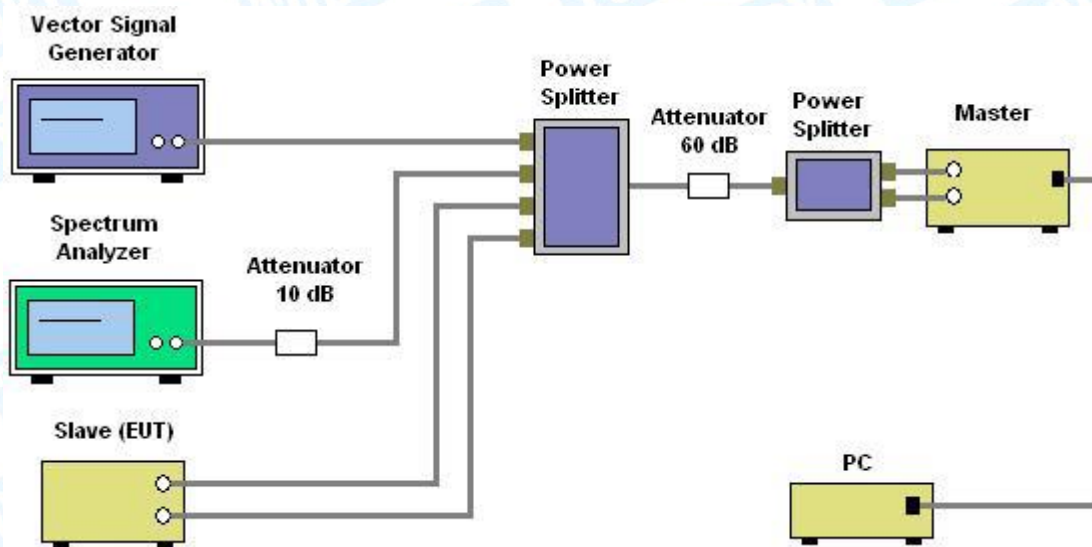 Vector Signal
Generator
Power
Splitter
Attenuator
60 dB
Power
Splitter
Master
Spectrum
Analyzer
Attenuator
10 dB
Slave (EUT)
PC